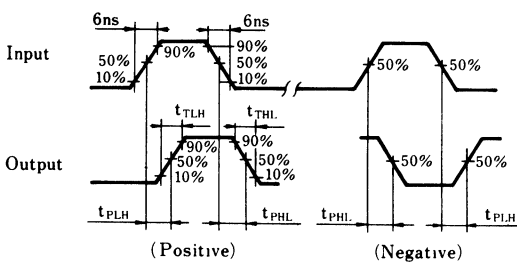 6ns 6ns
Input
90% 90%
50% 50% 50% 50%
10% 10%
tTLH tTHL
Output
90% 90%
50% 50% 50% 50%
10% 10%
tPLH tPHL tPHL tPLH
(Positive) (Negative)